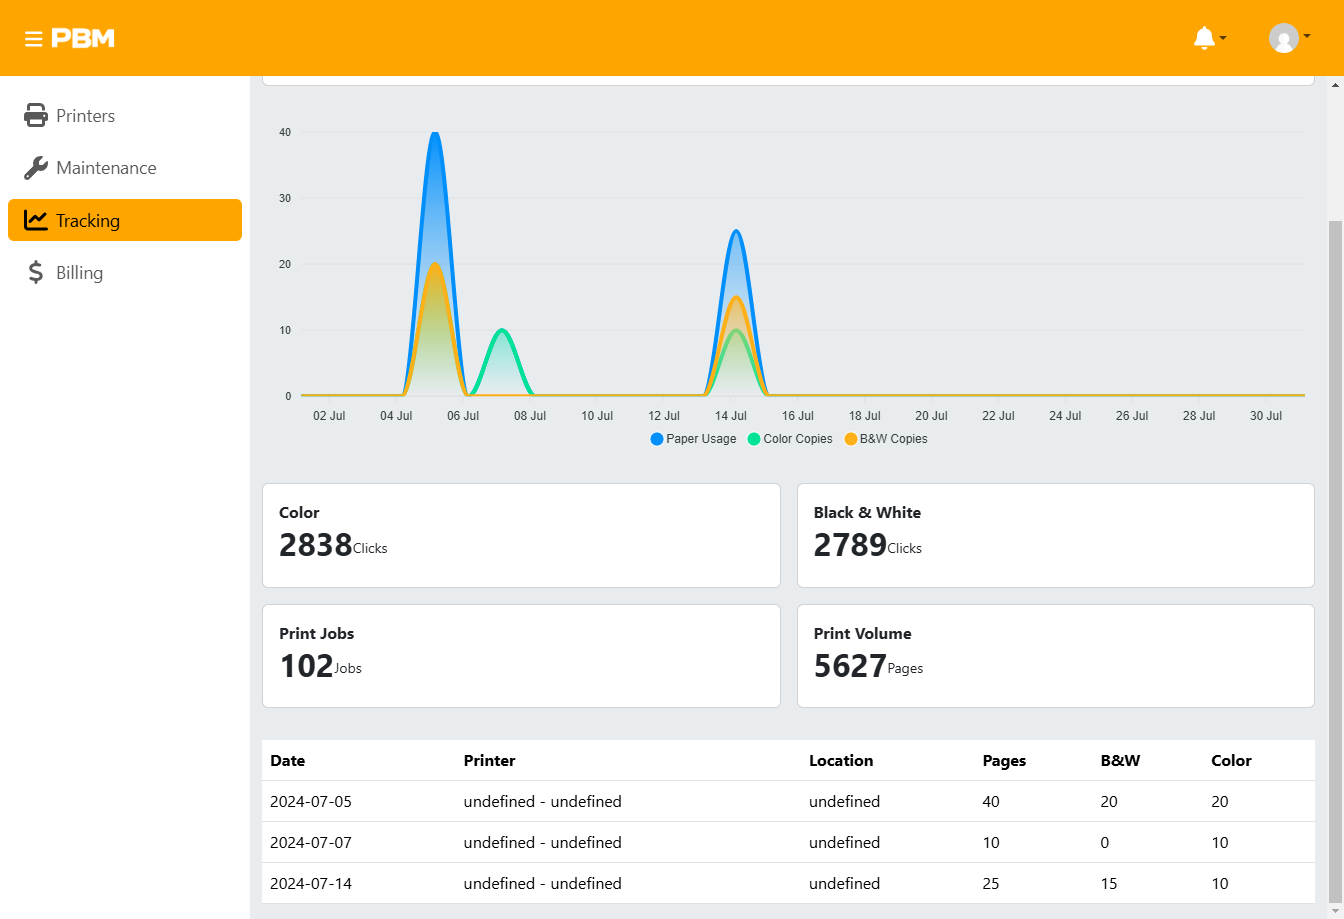 PBM
Printers
Maintenance
Tracking
Billing
40
30
20
10
0
02 Jul 04 Jul 06 Jul 08 Jul 10 Jul 12 Jul 14 Jul 16 Jul 18 Jul 20 Jul 22 Jul 24 Jul 26 Jul 28 Jul 30 Jul
Paper Usage Color Copies B&W Copies
Color
2838Clicks
Black & White
2789Clicks
Print Jobs
102Jobs
Print Volume
5627Pages
Date Printer Location Pages B&W Color
2024-07-05 undefined - undefined undefined 40 20 20
2024-07-07 undefined - undefined undefined 10 0 10
2024-07-14 undefined - undefined undefined 25 15 10